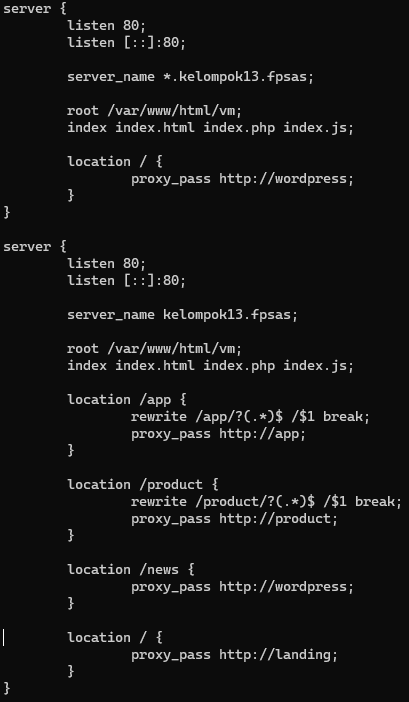 server {
        listen 80;
        listen [::]:80;

        server_name *.kelompok13.fpsas;

        root /var/www/html/vm;
        index index.html index.php index.js;

        location / {
                proxy_pass http://wordpress;
        }
}

server {
        listen 80;
        listen [::]:80;

        server_name kelompok13.fpsas;

        root /var/www/html/vm;
        index index.html index.php index.js;

        location /app {
                rewrite /app/?(.*)$ /$1 break;
                proxy_pass http://app;
        }

        location /product {
                rewrite /product/?(.*)$ /$1 break;
                proxy_pass http://product;
        }

        location /news {
                proxy_pass http://wordpress;
        }

        location / {
                proxy_pass http://landing;
        }
}